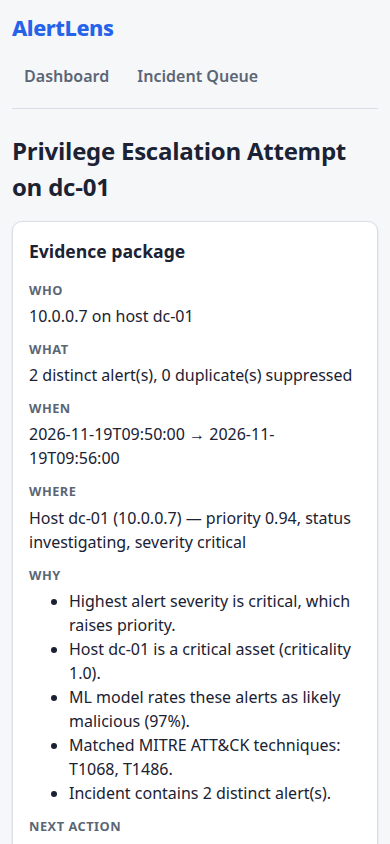 AlertLens
Dashboard Incident Queue
Privilege Escalation Attempt
on dc-01
Evidence package
WHO
10.0.0.7 on host dc-01
WHAT
2 distinct alert(s), 0 duplicate(s) suppressed
WHEN
2026-11-19T09:50:00 → 2026-11-
19T09:56:00
WHERE
Host dc-01 (10.0.0.7) — priority 0.94, status
investigating, severity critical
WHY
• Highest alert severity is critical, which
raises priority.
• Host dc-01 is a critical asset (criticality
1.0).
• ML model rates these alerts as likely
malicious (97%).
• Matched MITRE ATT&CK techniques:
T1068, T1486.
• Incident contains 2 distinct alert(s).
NEXT ACTION